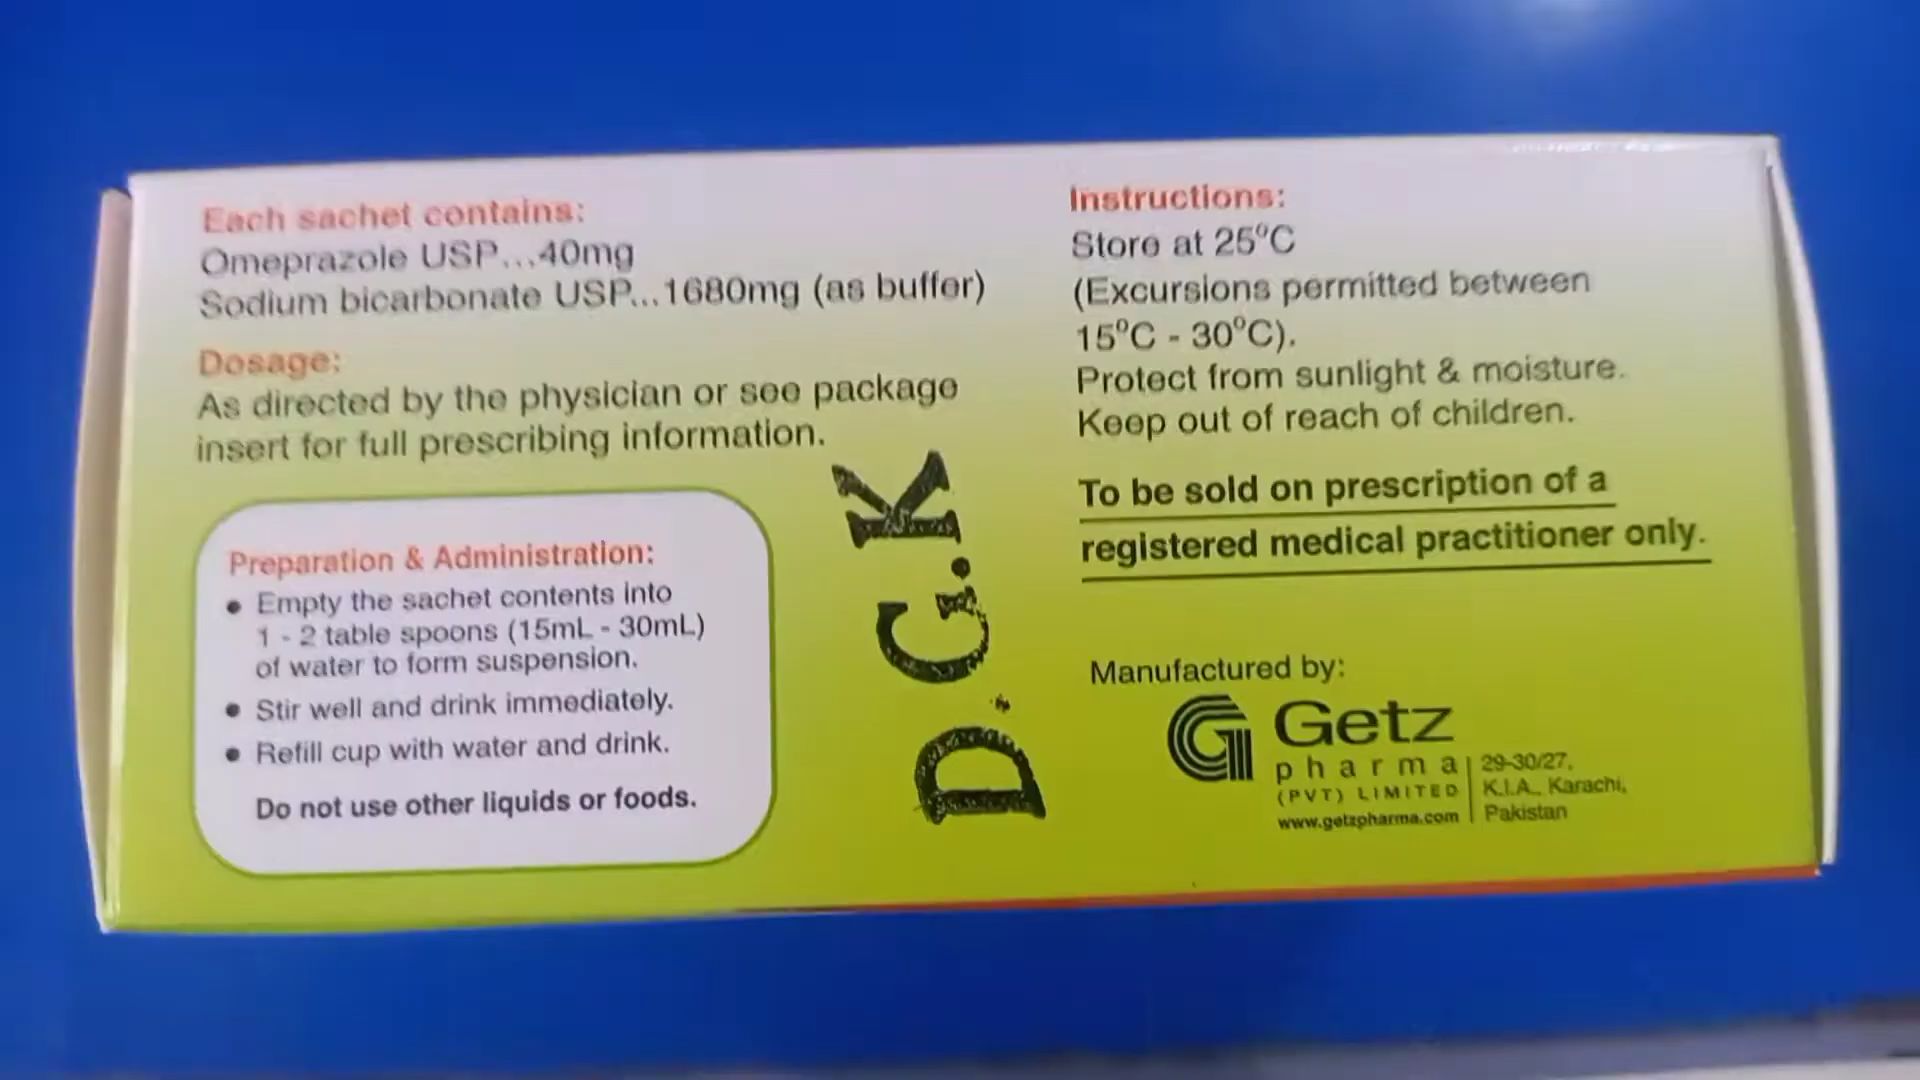 Each sachet contains:
Omeprazole USP...40mg
Sodium bicarbonate USP...1680mg (as buffer)
Dosage:
As directed by the physician or see package
insert for full prescribing information.
Preparation & Administration:
• Empty the sachet contents into
1 - 2 table spoons (15mL - 30mL)
of water to form suspension.
• Stir well and drink immediately.
• Refill cup with water and drink.
Do not use other liquids or foods.
D.G.K
Instructions:
Store at 25°C
(Excursions permitted between
15°C - 30°C).
Protect from sunlight & moisture.
Keep out of reach of children.
To be sold on prescription of a
registered medical practitioner only.
Manufactured by:
Getz
pharma
(PVT) LIMITED
www.getzpharma.com
29-30/27,
K.I.A., Karachi,
Pakistan